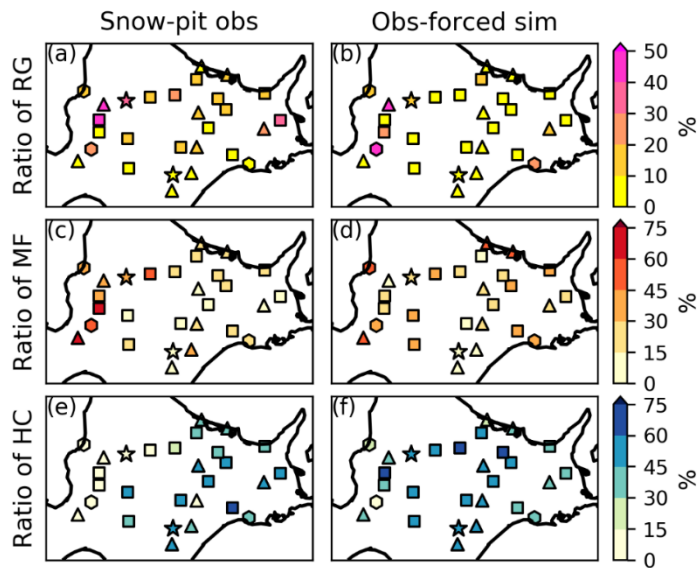 Snow-pit obs
Obs-forced sim
Ratio of RG
(a)
(b)
50
40
30
20
10
0
%
Ratio of MF
(c)
(d)
75
60
45
30
15
0
%
Ratio of HC
(e)
(f)
75
60
45
30
15
0
%